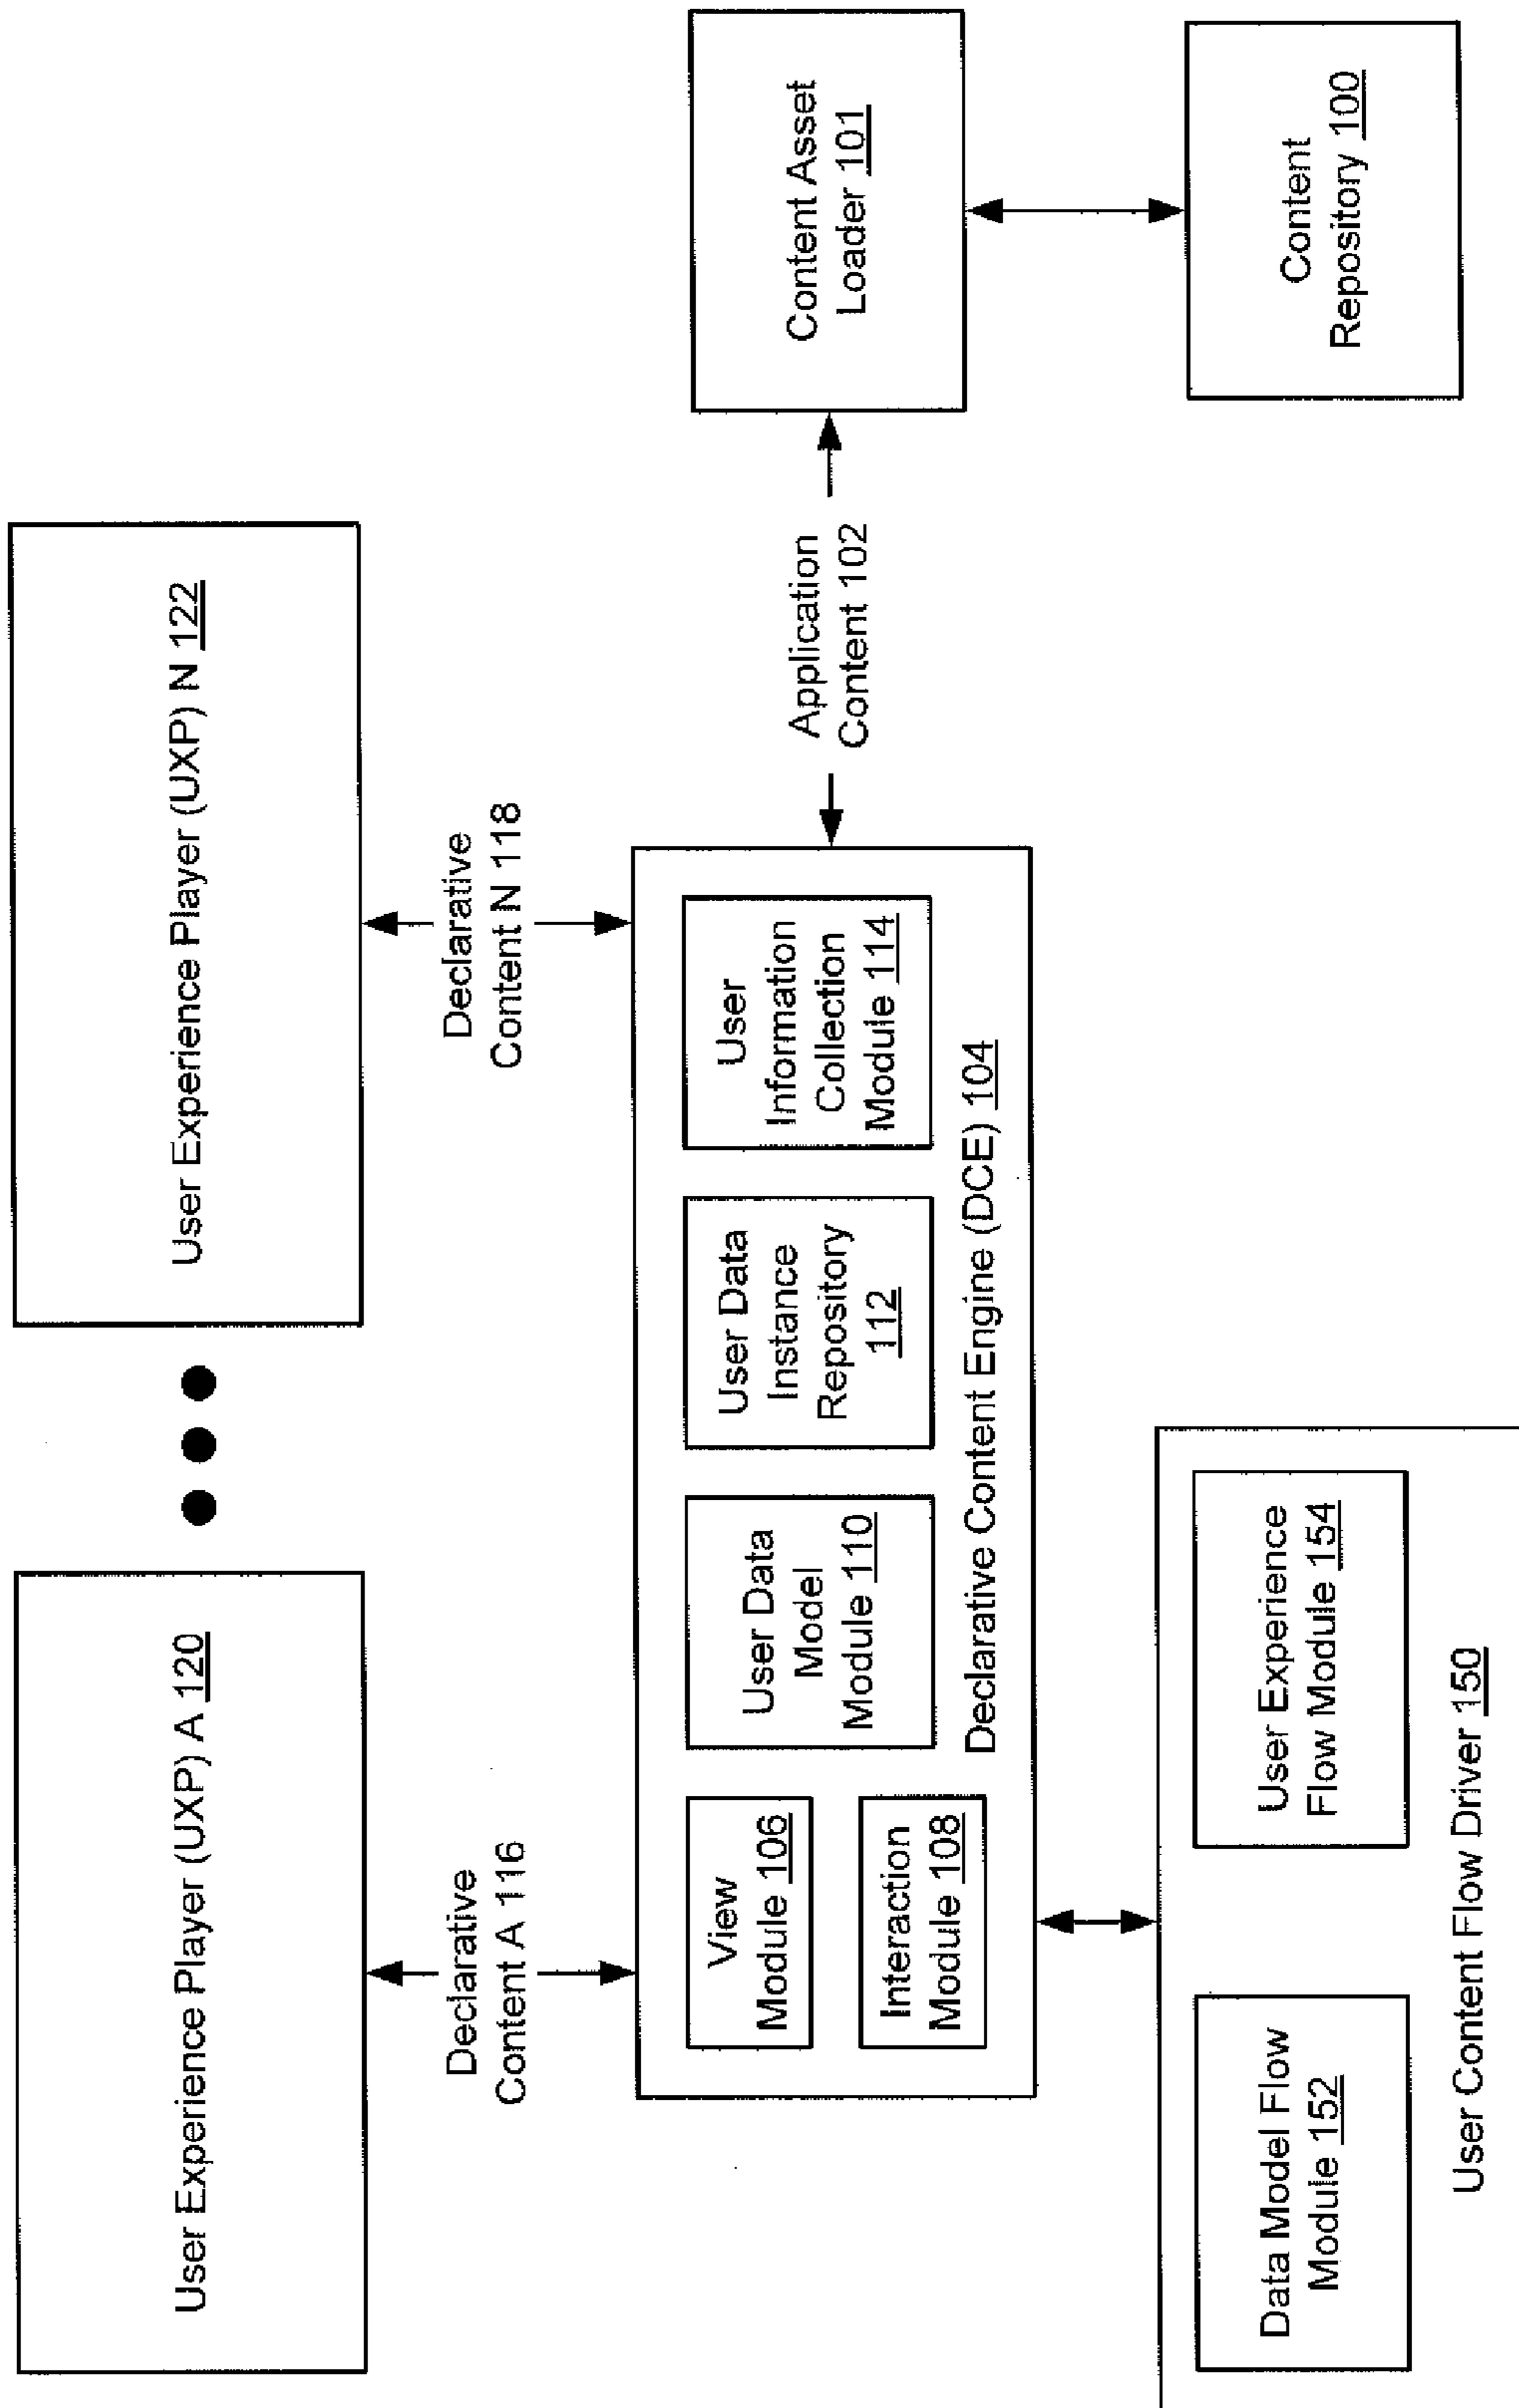 User Experience Player (UXP) A 120
User Experience Player (UXP) N 122
Declarative
Content A 116
Declarative
Content N 118
View
Module 106
Interaction
Module 108
User Data
Model
Module 110
User Data
Instance
Repository
112
User
Information
Collection
Module 114
Declarative Content Engine (DCE) 104
Application
Content 102
Content Asset
Loader 101
Content
Repository 100
Data Model Flow
Module 152
User Experience
Flow Module 154
User Content Flow Driver 150